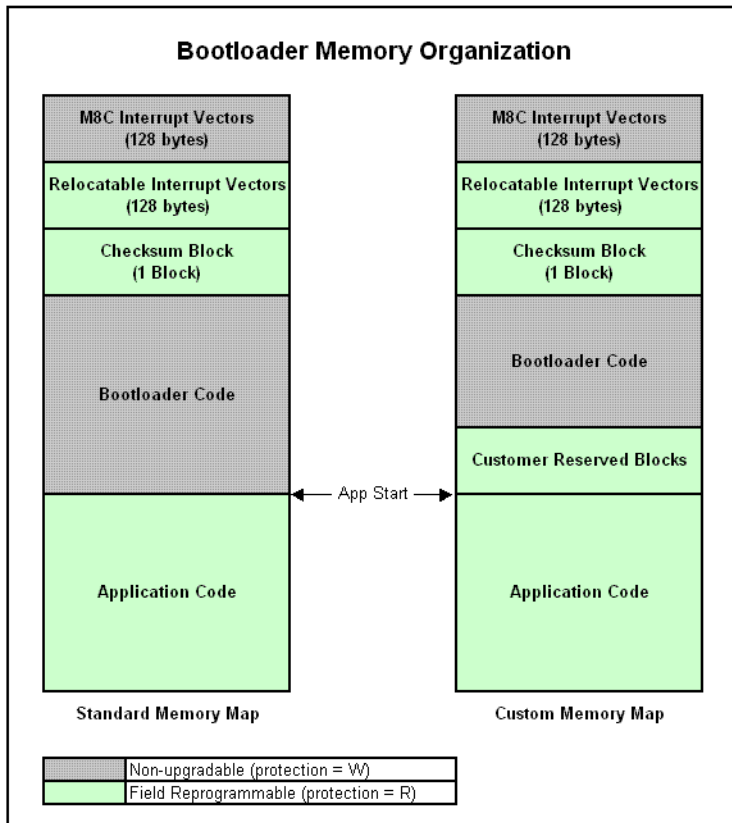 Bootloader Memory Organization
M8C Interrupt Vectors
(128 bytes)
Relocatable Interrupt Vectors
(128 bytes)
Checksum Block
(1 Block)
Bootloader Code
Application Code
Standard Memory Map
App Start
M8C Interrupt Vectors
(128 bytes)
Relocatable Interrupt Vectors
(128 bytes)
Checksum Block
(1 Block)
Bootloader Code
Customer Reserved Blocks
Application Code
Custom Memory Map
Non-upgradable (protection = W)
Field Reprogrammable (protection = R)